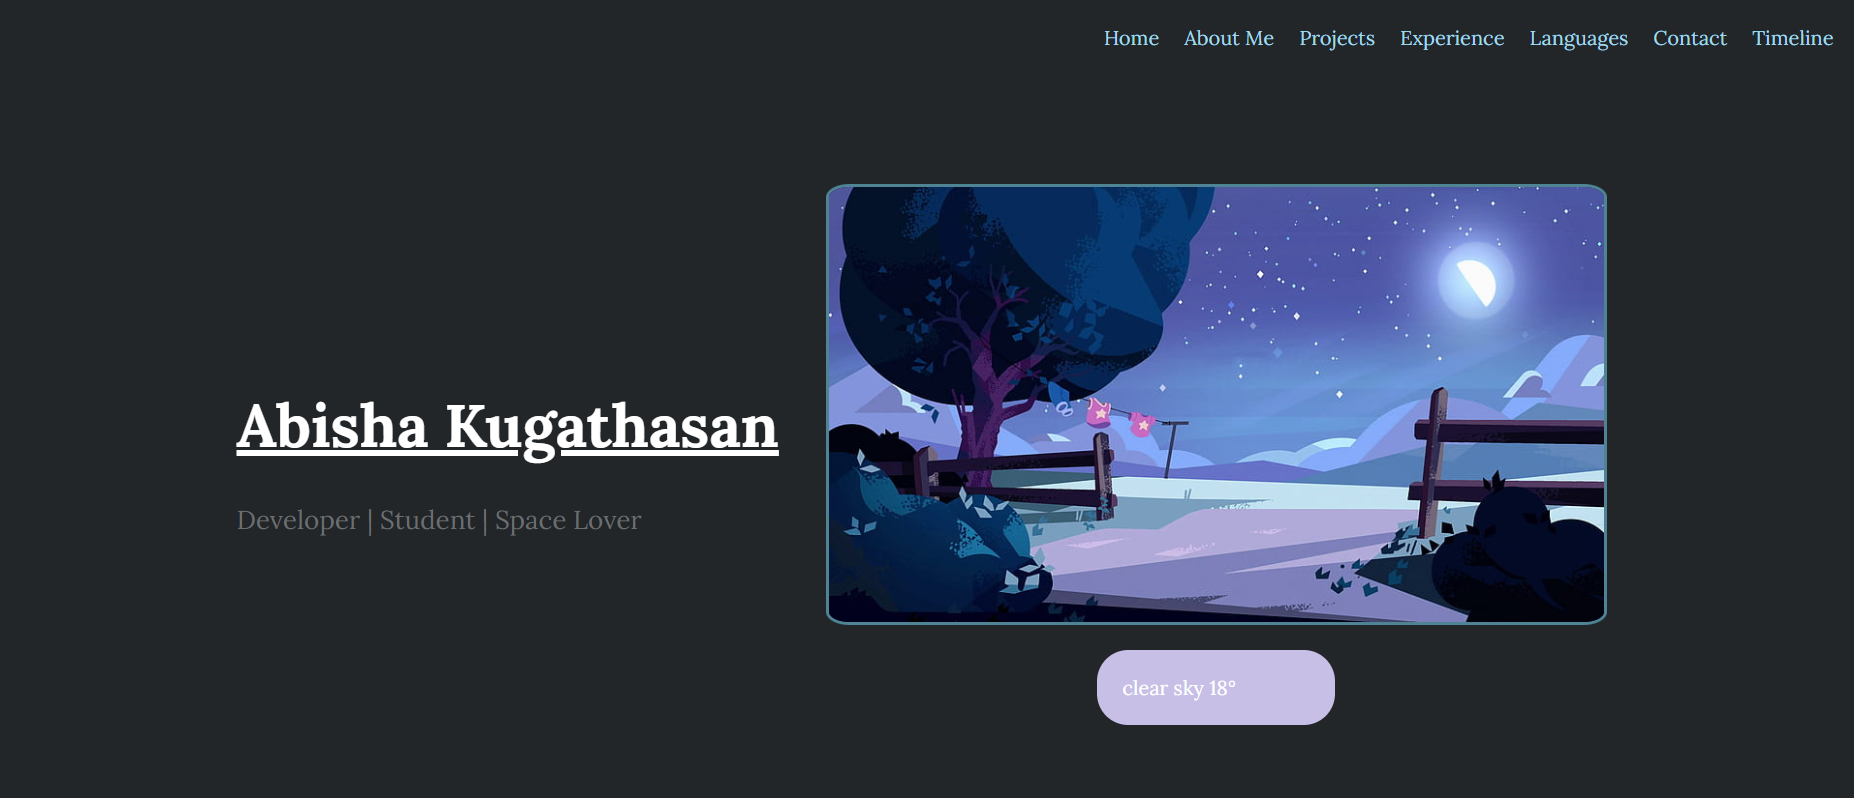 Home About Me Projects Experience Languages Contact Timeline
Abisha Kugathasan
Developer | Student | Space Lover
clear sky 18°